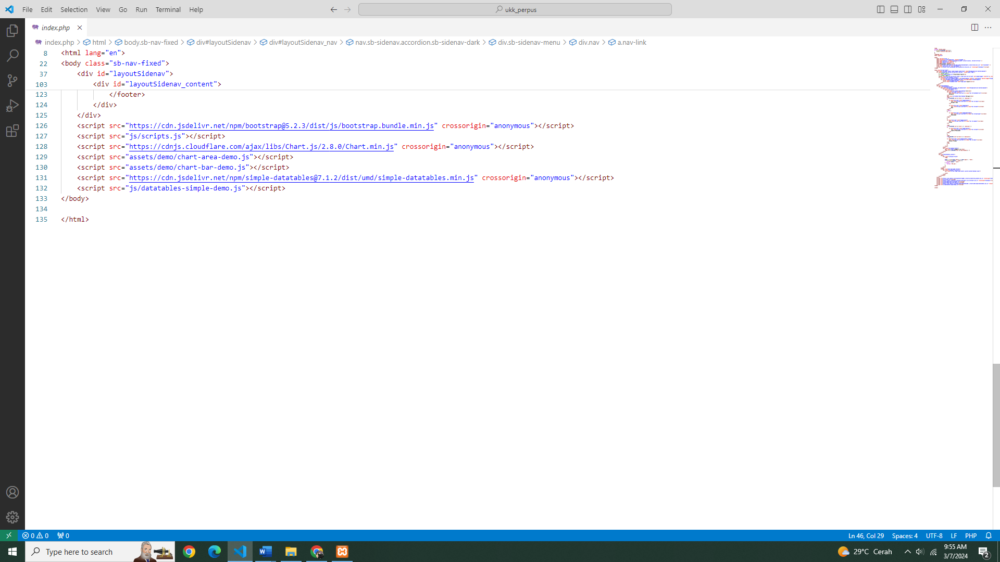 File Edit Selection View Go Run Terminal Help
ukk_perpus
index.php
index.php > html > body.sb-nav-fixed > div#layoutSidenav > div#layoutSidenav_nav > nav.sb-sidenav.accordion.sb-sidenav-dark > div.sb-sidenav-menu > div.nav > a.nav-link
8 <html lang="en">
22 <body class="sb-nav-fixed">
37 <div id="layoutSidenav">
103 <div id="layoutSidenav_content">
123 </footer>
124 </div>
125 </div>
126 <script src="https://cdn.jsdelivr.net/npm/bootstrap@5.2.3/dist/js/bootstrap.bundle.min.js" crossorigin="anonymous"></script>
127 <script src="js/scripts.js"></script>
128 <script src="https://cdnjs.cloudflare.com/ajax/libs/Chart.js/2.8.0/Chart.min.js" crossorigin="anonymous"></script>
129 <script src="assets/demo/chart-area-demo.js"></script>
130 <script src="assets/demo/chart-bar-demo.js"></script>
131 <script src="https://cdn.jsdelivr.net/npm/simple-datatables@7.1.2/dist/umd/simple-datatables.min.js" crossorigin="anonymous"></script>
132 <script src="js/datatables-simple-demo.js"></script>
133 </body>
134
135 </html>
0 0 0 Ln 46, Col 29 Spaces: 4 UTF-8 LF PHP
Type here to search
29°C Cerah
9:55 AM
3/7/2024
2